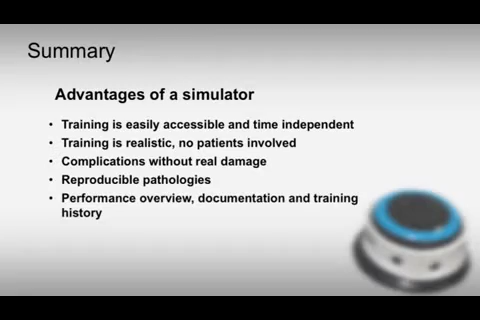 Summary
Advantages of a simulator
• Training is easily accessible and time independent
• Training is realistic, no patients involved
• Complications without real damage
• Reproducible pathologies
• Performance overview, documentation and training
history